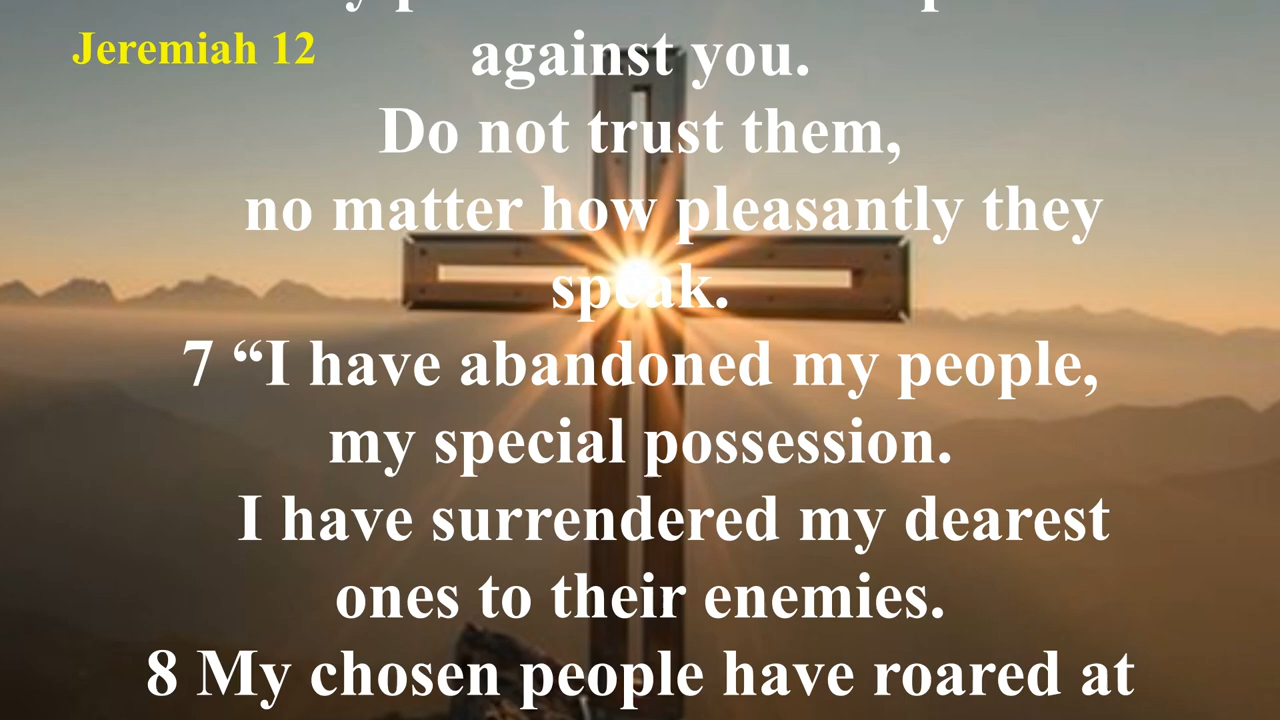 Jeremiah 12
against you.
Do not trust them,
no matter how pleasantly they
speak.
7 “I have abandoned my people,
my special possession.
I have surrendered my dearest
ones to their enemies.
8 My chosen people have roared at